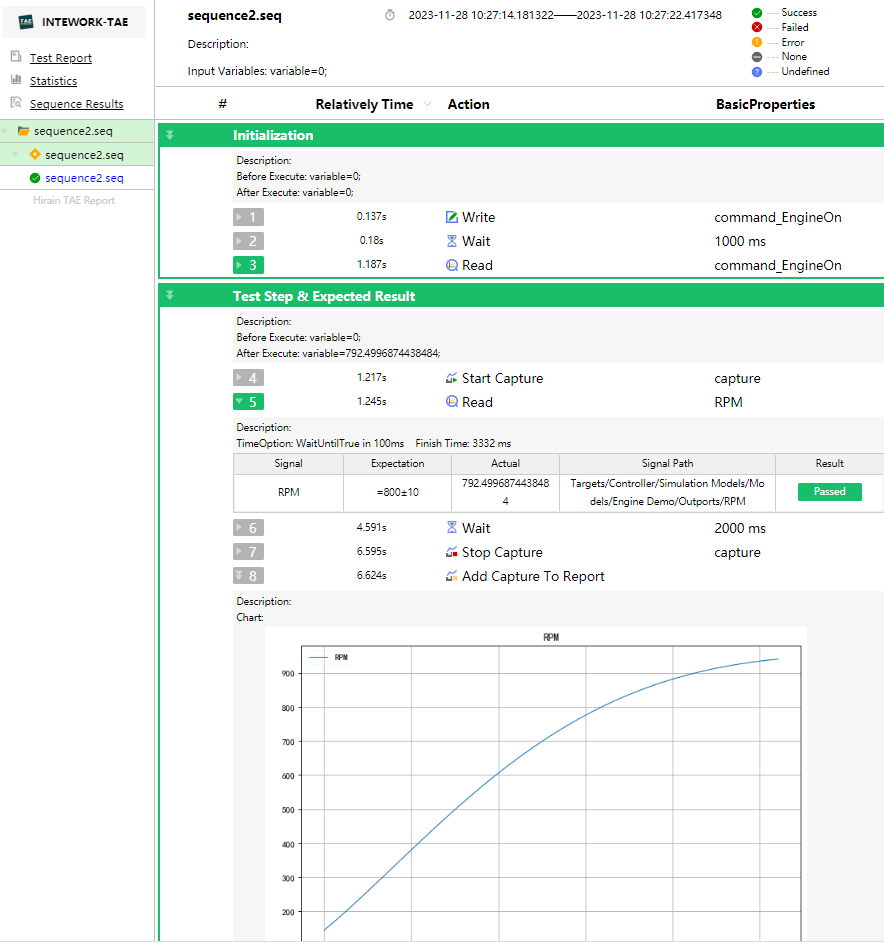 INTEWORK-TAE
Test Report
Statistics
Sequence Results
sequence2.seq
sequence2.seq
sequence2.seq
Hirain TAE Report
sequence2.seq
2023-11-28 10:27:14.181322——2023-11-28 10:27:22.417348
Description:
Input Variables: variable=0;
Success
Failed
Error
None
Undefined
# Relatively Time Action BasicProperties
Initialization
Description:
Before Execute: variable=0;
After Execute: variable=0;
1 0.137s Write command_EngineOn
2 0.18s Wait 1000 ms
3 1.187s Read command_EngineOn
Test Step & Expected Result
Description:
Before Execute: variable=0;
After Execute: variable=792.4996874438484;
4 1.217s Start Capture capture
5 1.245s Read RPM
Description:
TimeOption: WaitUntilTrue in 100ms Finish Time: 3332 ms
Signal Expectation Actual Signal Path Result
RPM =800±10 792.499687443848 Targets/Controller/Simulation Models/Mo Passed
4 dels/Engine Demo/Outports/RPM
6 4.591s Wait 2000 ms
7 6.595s Stop Capture capture
8 6.624s Add Capture To Report
Description:
Chart:
RPM
RPM
900
800
700
600
500
400
300
200